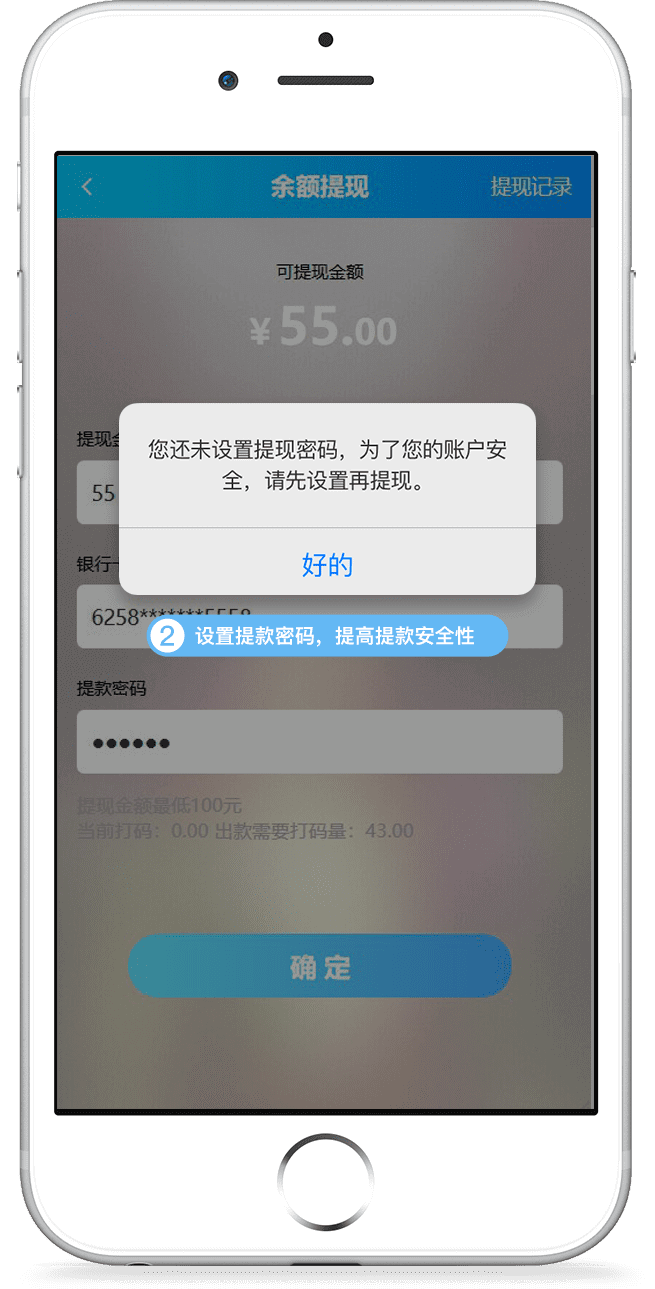 余额提现
提现记录
可提现金额
¥55.00
提现金
您还未设置提现密码，为了您的账户安
全，请先设置再提现。
55
好的
银行
6258*******5558
2 设置提款密码，提高提款安全性
提款密码
●●●●●●
提现金额最低100元
当前打码：0.00 出款需要打码量：43.00
确 定